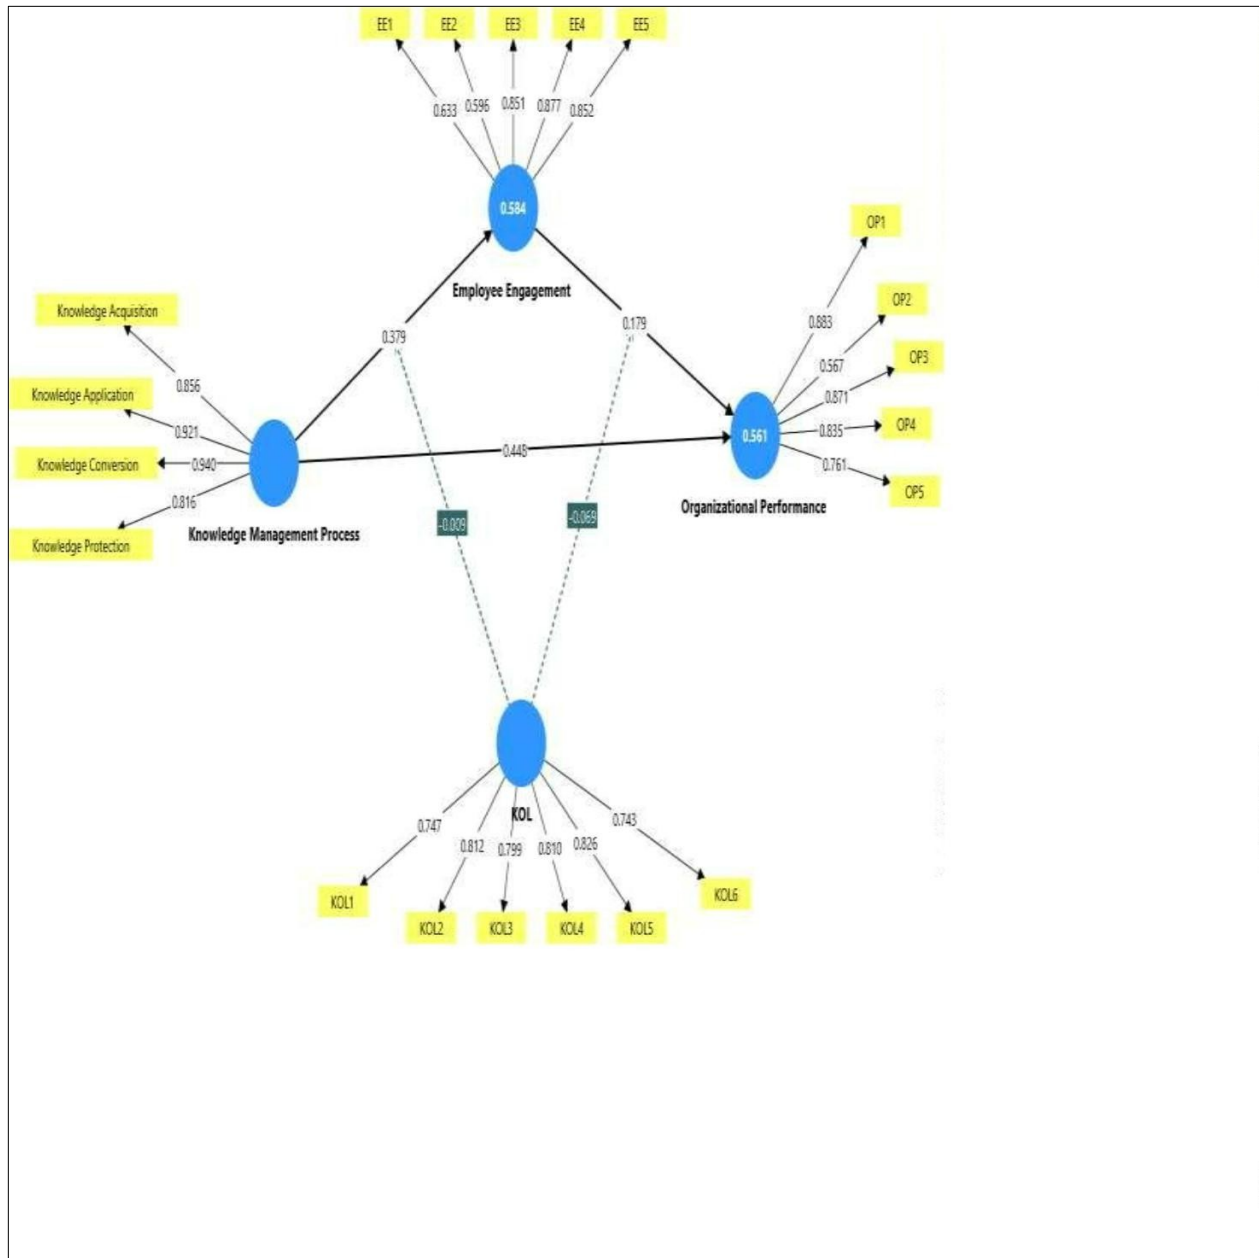 EE1 EE2 EE3 EE4 EE5
0.633 0.596 0.851 0.877 0.852
0.584
Employee Engagement
OP1
OP2
OP3
OP4
OP5
0.883
0.567
0.871
0.835
0.761
0.561
Organizational Performance
0.379
0.179
0.448
Knowledge Acquisition
Knowledge Application
Knowledge Conversion
Knowledge Protection
0.856
0.921
0.940
0.816
Knowledge Management Process
-0.009
-0.069
KOL
0.747 0.812 0.799 0.810 0.826 0.743
KOL1 KOL2 KOL3 KOL4 KOL5 KOL6